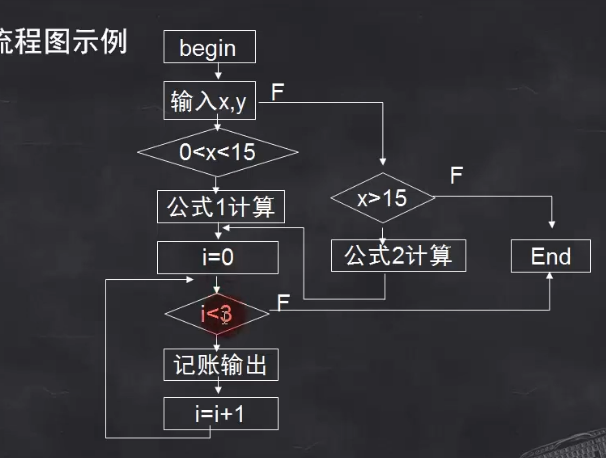 流程图示例
begin
输入x,y
F
0<x<15
公式1计算
x>15
F
公式2计算
End
i=0
i<3
F
记账输出
i=i+1